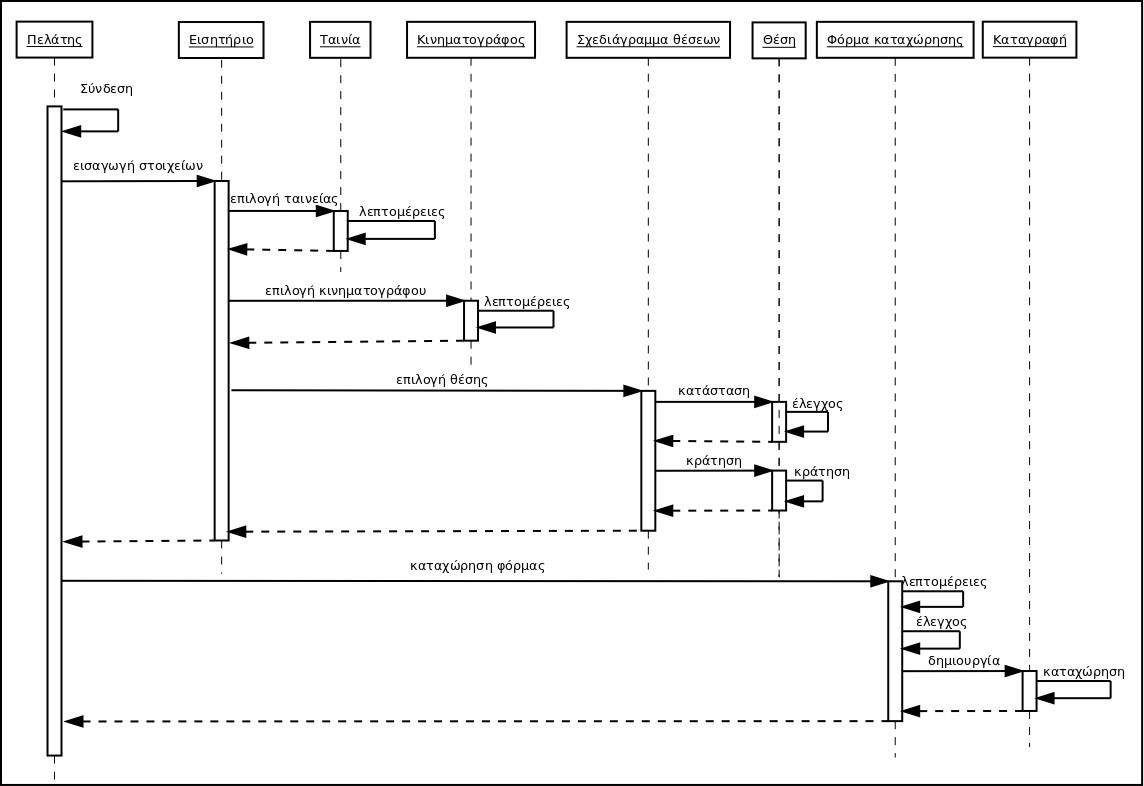 Πελάτης
Εισητήριο
Ταινία
Κινηματογράφος
Σχεδιάγραμμα θέσεων
Θέση
Φόρμα καταχώρησης
Καταγραφή
Σύνδεση
εισαγωγή στοιχείων
επιλογή ταινείας
λεπτομέρειες
επιλογή κινηματογράφου
λεπτομέρειες
επιλογή θέσης
κατάσταση
έλεγχος
κράτηση
κράτηση
καταχώρηση φόρμας
λεπτομέρειες
έλεγχος
δημιουργία
καταχώρηση